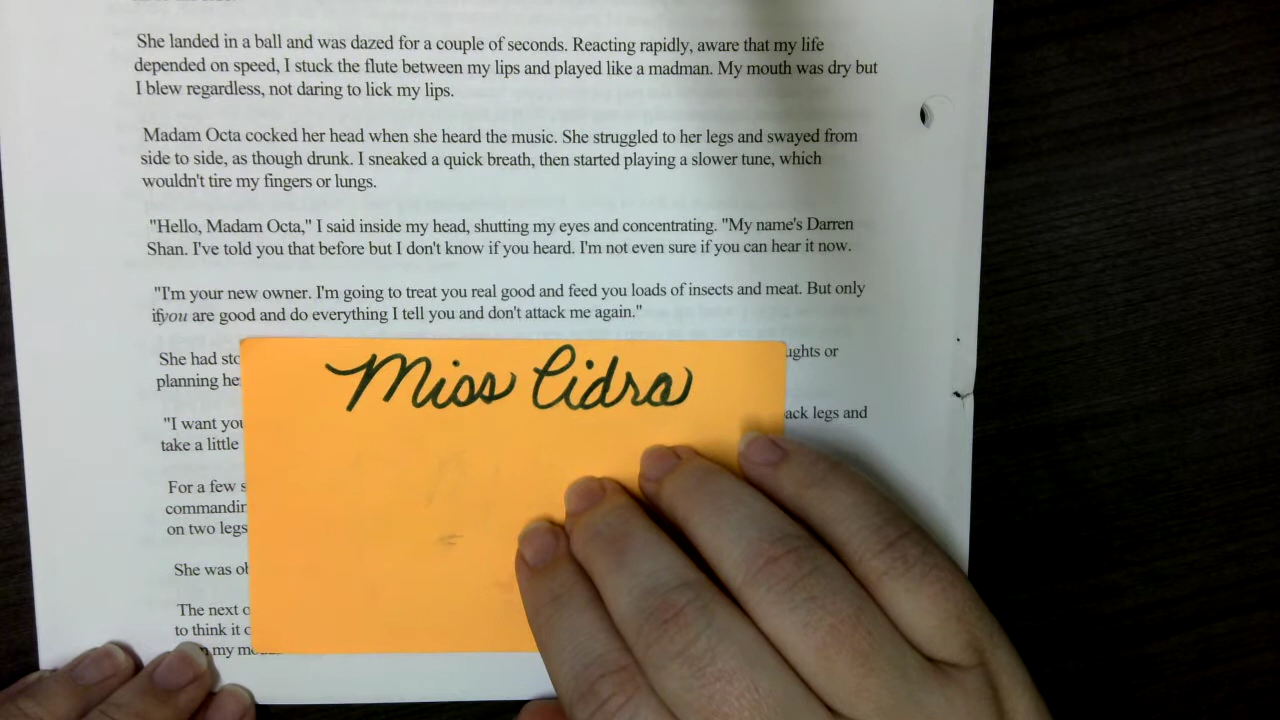 She landed in a ball and was dazed for a couple of seconds. Reacting rapidly, aware that my life
depended on speed, I stuck the flute between my lips and played like a madman. My mouth was dry but
I blew regardless, not daring to lick my lips.
Madam Octa cocked her head when she heard the music. She struggled to her legs and swayed from
side to side, as though drunk. I sneaked a quick breath, then started playing a slower tune, which
wouldn't tire my fingers or lungs.
"Hello, Madam Octa," I said inside my head, shutting my eyes and concentrating. "My name's Darren
Shan. I've told you that before but I don't know if you heard. I'm not even sure if you can hear it now.
"I'm your new owner. I'm going to treat you real good and feed you loads of insects and meat. But only
ifyou are good and do everything I tell you and don't attack me again."
She had
or
planning
Miss Cidra
"I want
legs and
take a little
For a few
on two legs
She was
The next
to think it
my